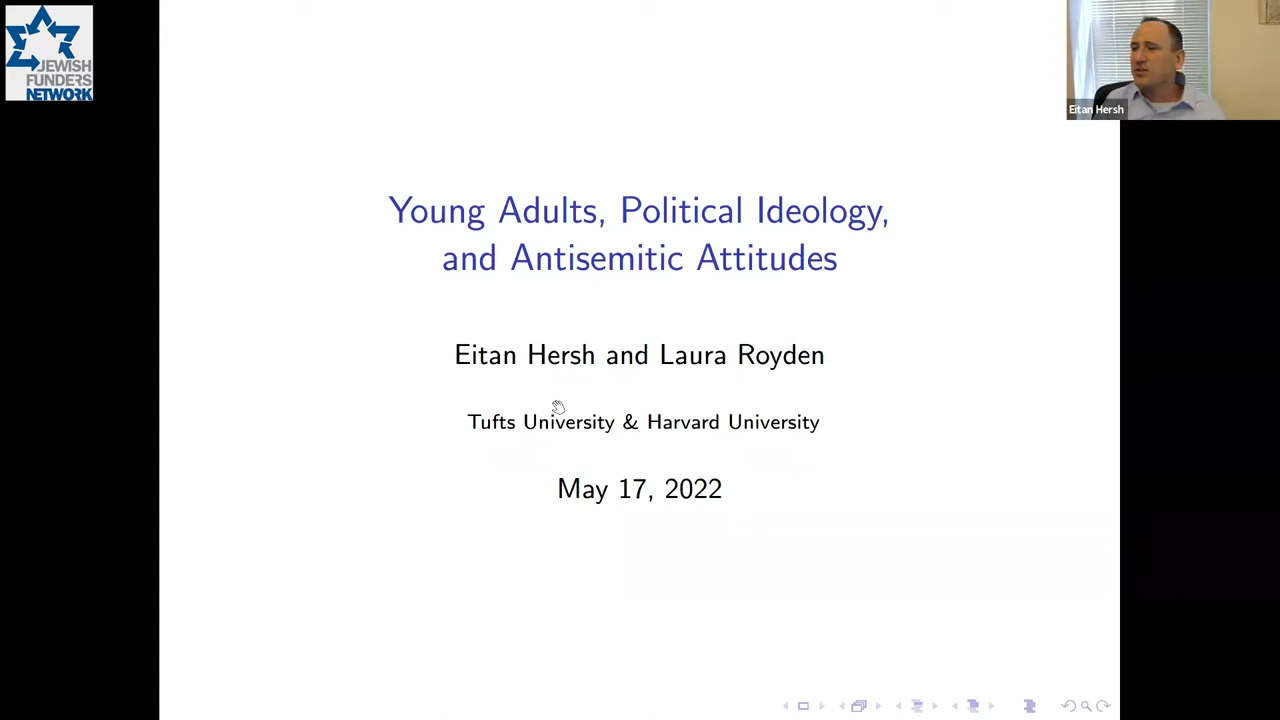 JEWISH
FUNDERS
NETWORK
Eitan Hersh
Young Adults, Political Ideology,
and Antisemitic Attitudes
Eitan Hersh and Laura Royden
Tufts University & Harvard University
May 17, 2022